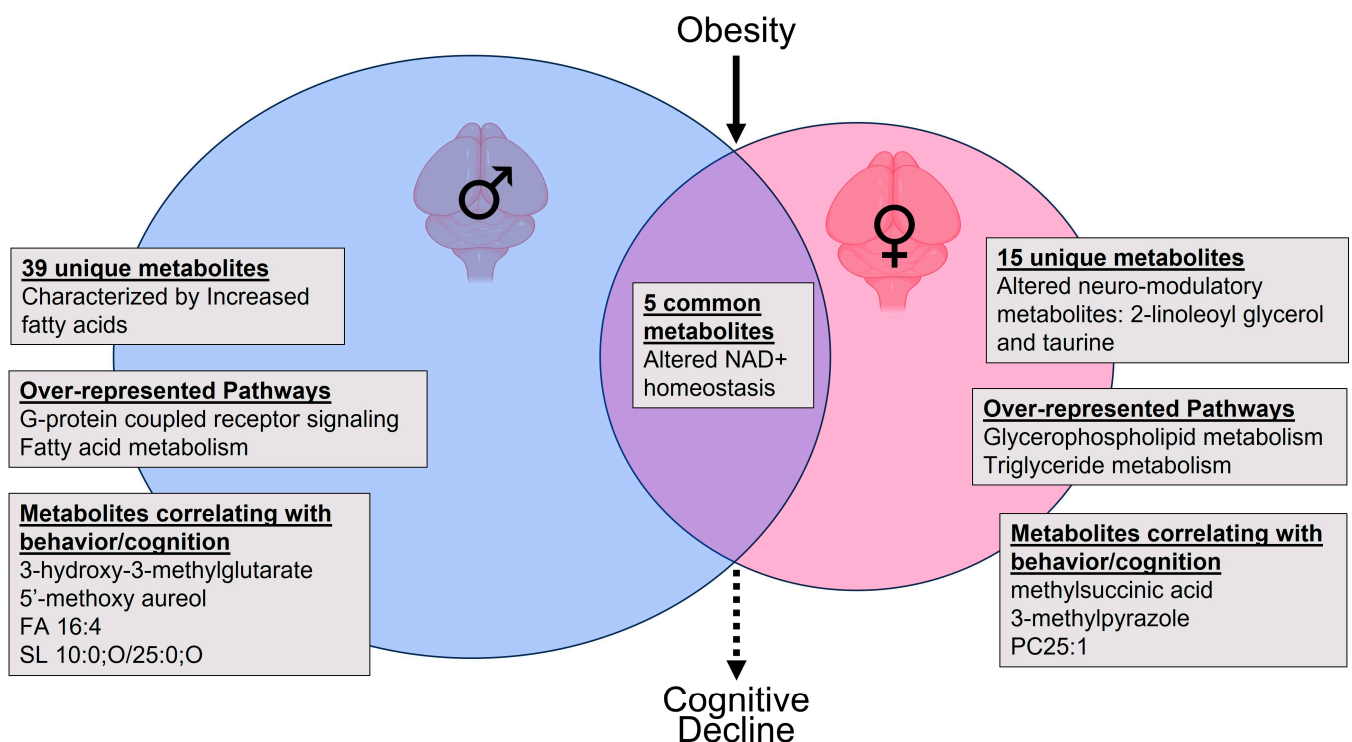 Obesity
39 unique metabolites
Characterized by Increased
fatty acids
Over-represented Pathways
G-protein coupled receptor signaling
Fatty acid metabolism
Metabolites correlating with
behavior/cognition
3-hydroxy-3-methylglutarate
5’-methoxy aureol
FA 16:4
SL 10:0;O/25:0;O
5 common
metabolites
Altered NAD+
homeostasis
15 unique metabolites
Altered neuro-modulatory
metabolites: 2-linoleoyl glycerol
and taurine
Over-represented Pathways
Glycerophospholipid metabolism
Triglyceride metabolism
Metabolites correlating with
behavior/cognition
methylsuccinic acid
3-methylpyrazole
PC25:1
Cognitive
Decline